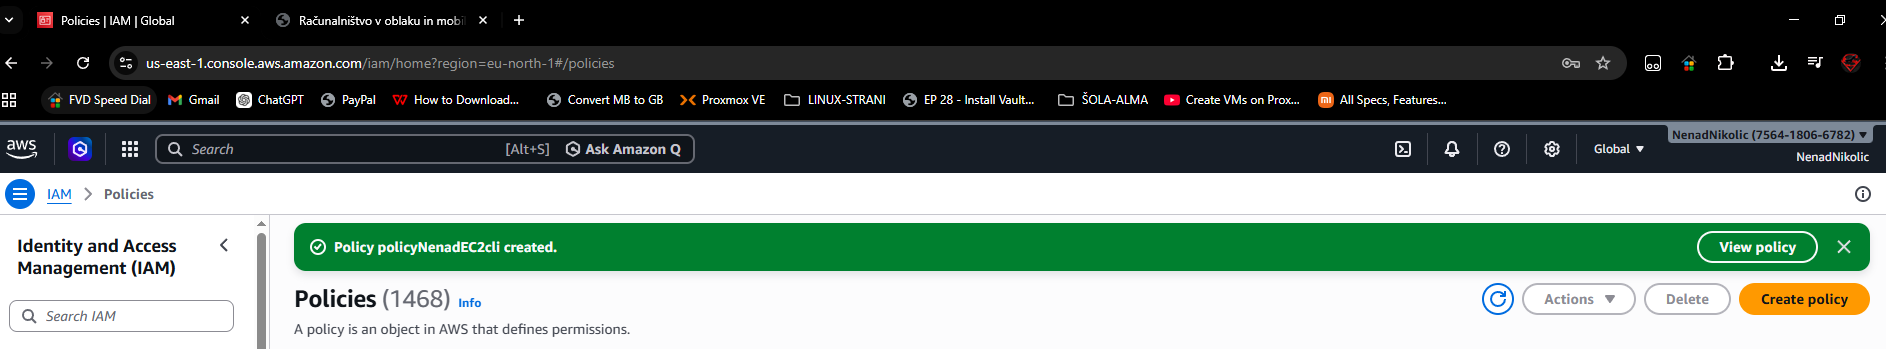 Policies | IAM | Global
Računalništvo v oblaku in mobil
us-east-1.console.aws.amazon.com/iam/home?region=eu-north-1#/policies
FVD Speed Dial Gmail ChatGPT PayPal How to Download... Convert MB to GB Proxmox VE LINUX-STRANI EP 28 - Install Vault... ŠOLA-ALMA Create VMs on Prox... All Specs, Features...
aws Search [Alt+S] Ask Amazon Q Global NenadNikolic (7564-1806-6782)
NenadNikolic
IAM Policies
Identity and Access
Management (IAM)
Search IAM
Policy policyNenadEC2cli created. View policy
Policies (1468) Info Actions Delete Create policy
A policy is an object in AWS that defines permissions.